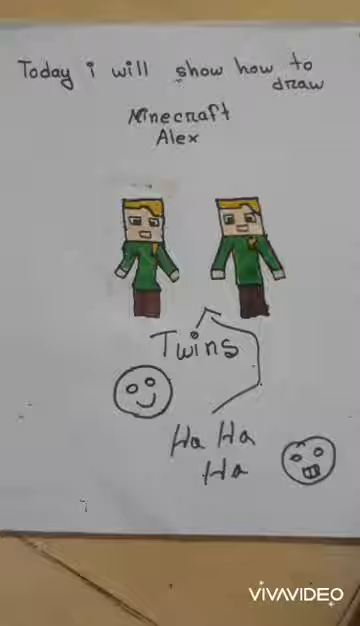 Today i will show how to
draw
Minecraft
Alex
Twins
Ha Ha
Ha
VIVAVIDEO